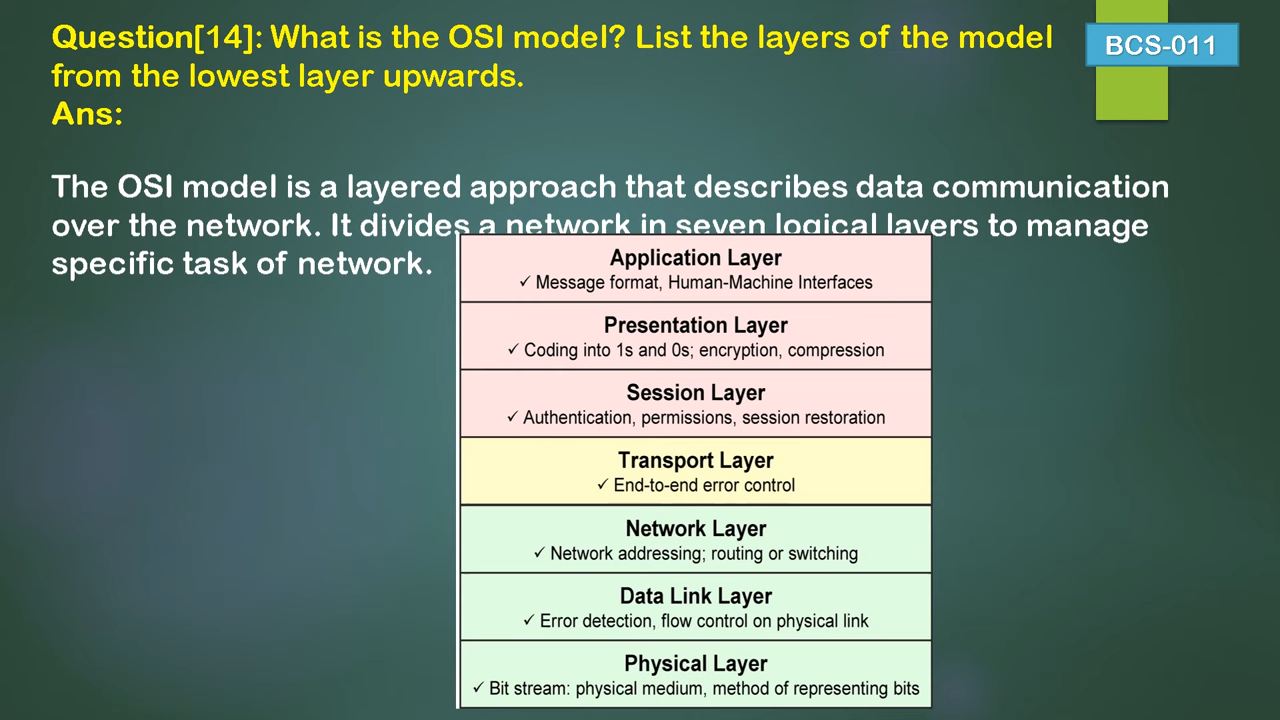 Question[14]: What is the OSI model? List the layers of the model
from the lowest layer upwards.
BCS-011
Ans:
The OSI model is a layered approach that describes data communication
over the network. It divides a network in seven logical layers to manage
specific task of network.
Application Layer
✓ Message format, Human-Machine Interfaces
Presentation Layer
✓ Coding into 1s and 0s; encryption, compression
Session Layer
✓ Authentication, permissions, session restoration
Transport Layer
✓ End-to-end error control
Network Layer
✓ Network addressing; routing or switching
Data Link Layer
✓ Error detection, flow control on physical link
Physical Layer
✓ Bit stream: physical medium, method of representing bits